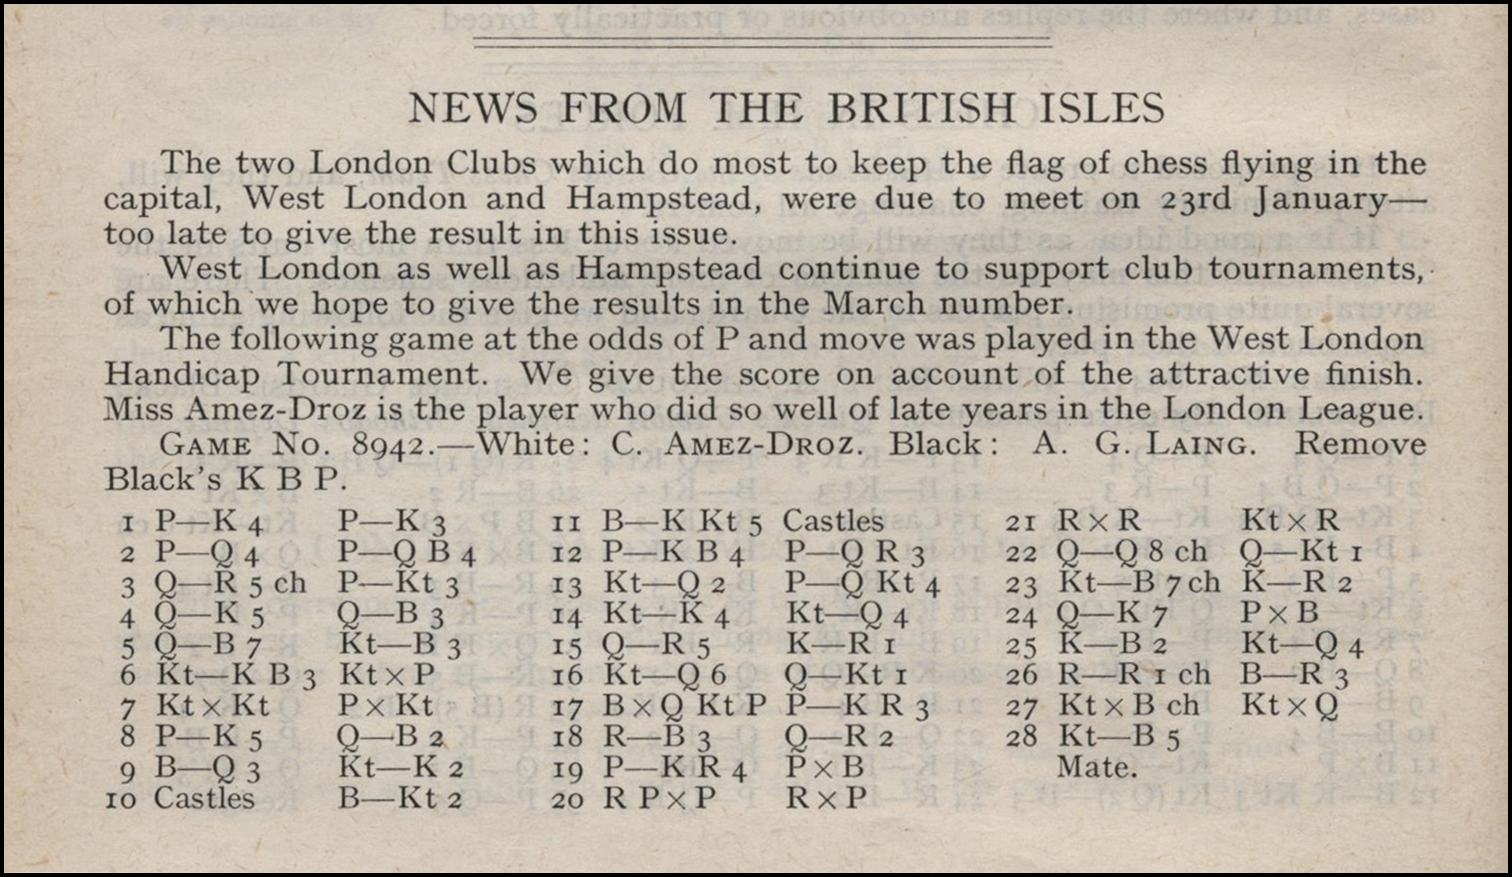 NEWS FROM THE BRITISH ISLES
The two London Clubs which do most to keep the flag of chess flying in the
capital, West London and Hampstead, were due to meet on 23rd January—
too late to give the result in this issue.
West London as well as Hampstead continue to support club tournaments,
of which we hope to give the results in the March number.
The following game at the odds of P and move was played in the West London
Handicap Tournament. We give the score on account of the attractive finish.
Miss Amez-Droz is the player who did so well of late years in the London League.
GAME No. 8942.—White: C. AMEZ-DROZ. Black: A. G. LAING. Remove
Black's K B P.
1 P—K 4 P—K 3
2 P—Q 4 P—Q B 4
3 Q—R 5 ch P—Kt 3
4 Q—K 5 Q—B 3
5 Q—B 7 Kt—B 3
6 Kt—K B 3 Kt×P
7 Kt×Kt P×Kt
8 P—K 5 Q—B 2
9 B—Q 3 Kt—K 2
10 Castles B—Kt 2
11 B—K Kt 5 Castles
12 P—K B 4 P—Q R 3
13 Kt—Q 2 P—Q Kt 4
14 Kt—K 4 Kt—Q 4
15 Q—R 5 K—R 1
16 Kt—Q 6 Q—Kt 1
17 B×Q Kt P P—K R 3
18 R—B 3 Q—R 2
19 P—K R 4 P×B
20 R P×P R×P
21 R×R Kt×R
22 Q—Q 8 ch Q—Kt 1
23 Kt—B 7 ch K—R 2
24 Q—K 7 P×B
25 K—B 2 Kt—Q 4
26 R—R 1 ch B—R 3
27 Kt×B ch Kt×Q
28 Kt—B 5
Mate.